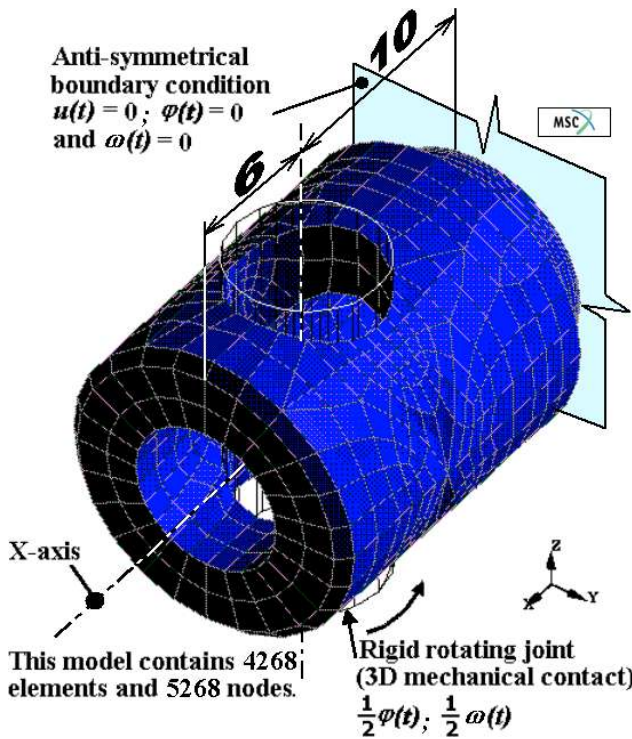 Anti-symmetrical
boundary condition
u(t) = 0 ; φ(t) = 0
and ω(t) = 0
10
MSC
6
X-axis
Z
X
Y
This model contains 4268
elements and 5268 nodes.
Rigid rotating joint
(3D mechanical contact)
½φ(t); ½ω(t)